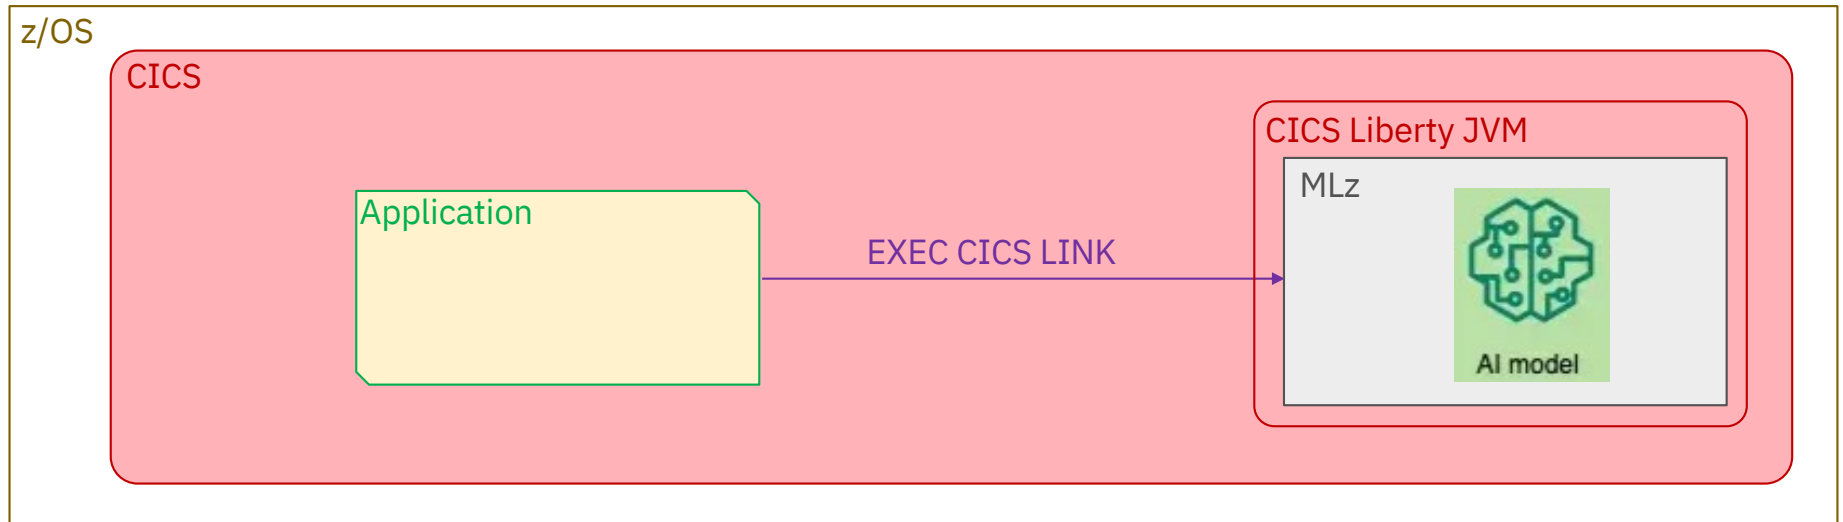 z/OS
CICS
CICS Liberty JVM
MLz
Application
EXEC CICS LINK
AI model